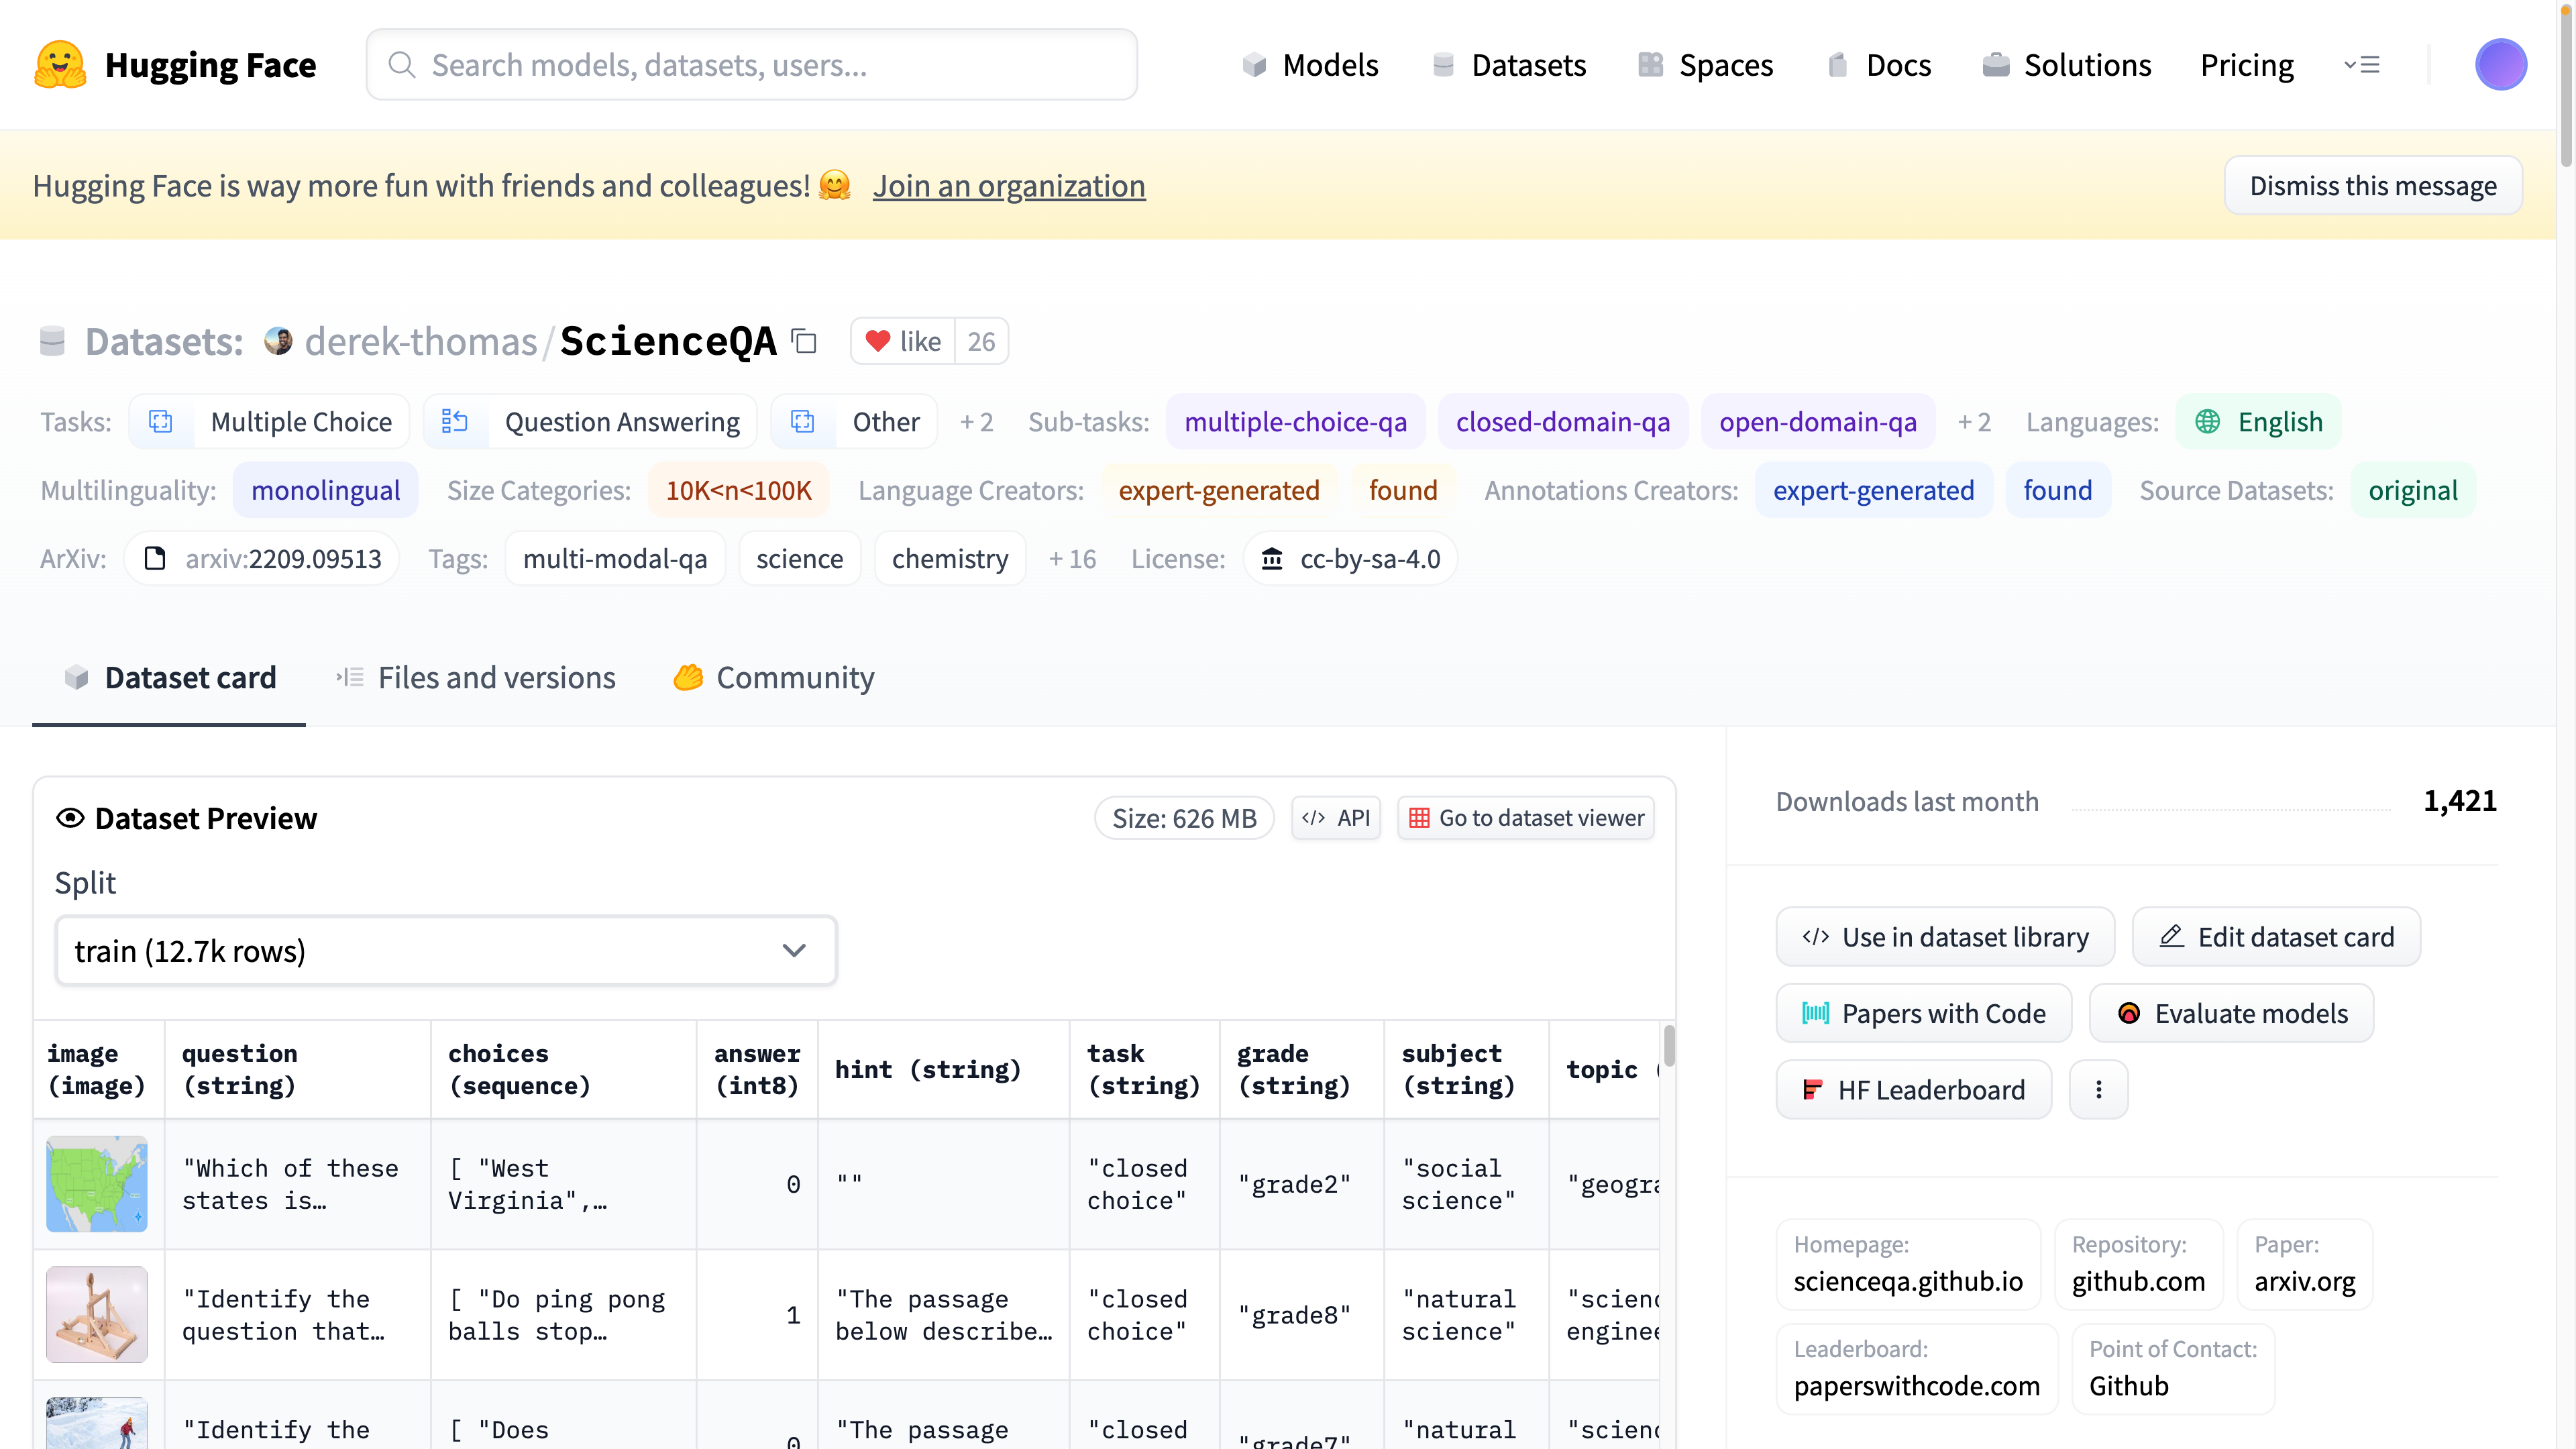 Hugging Face
Search models, datasets, users...
Models
Datasets
Spaces
Docs
Solutions
Pricing
Hugging Face is way more fun with friends and colleagues! 🤗 Join an organization
Dismiss this message
Datasets: derek-thomas/ScienceQA
like 26
Tasks: Multiple Choice Question Answering Other + 2 Sub-tasks: multiple-choice-qa closed-domain-qa open-domain-qa + 2 Languages: English
Multilinguality: monolingual Size Categories: 10K<n<100K Language Creators: expert-generated found Annotations Creators: expert-generated found Source Datasets: original
ArXiv: arxiv:2209.09513 Tags: multi-modal-qa science chemistry + 16 License: cc-by-sa-4.0
Dataset card
Files and versions
Community
Dataset Preview
Size: 626 MB
</> API
Go to dataset viewer
Split
train (12.7k rows)
image (image)
question (string)
choices (sequence)
answer (int8)
hint (string)
task (string)
grade (string)
subject (string)
topic (
"Which of these states is…
[ "West Virginia",…
0
""
"closed choice"
"grade2"
"social science"
"geogra
"Identify the question that…
[ "Do ping pong balls stop…
1
"The passage below describe…
"closed choice"
"grade8"
"natural science"
"scienc
enginee
"Identify the
[ "Does
0
"The passage
"closed
"grade7"
"natural
"scienc
Downloads last month
1,421
</> Use in dataset library
Edit dataset card
Papers with Code
Evaluate models
HF Leaderboard
Homepage:
scienceqa.github.io
Repository:
github.com
Paper:
arxiv.org
Leaderboard:
paperswithcode.com
Point of Contact:
Github